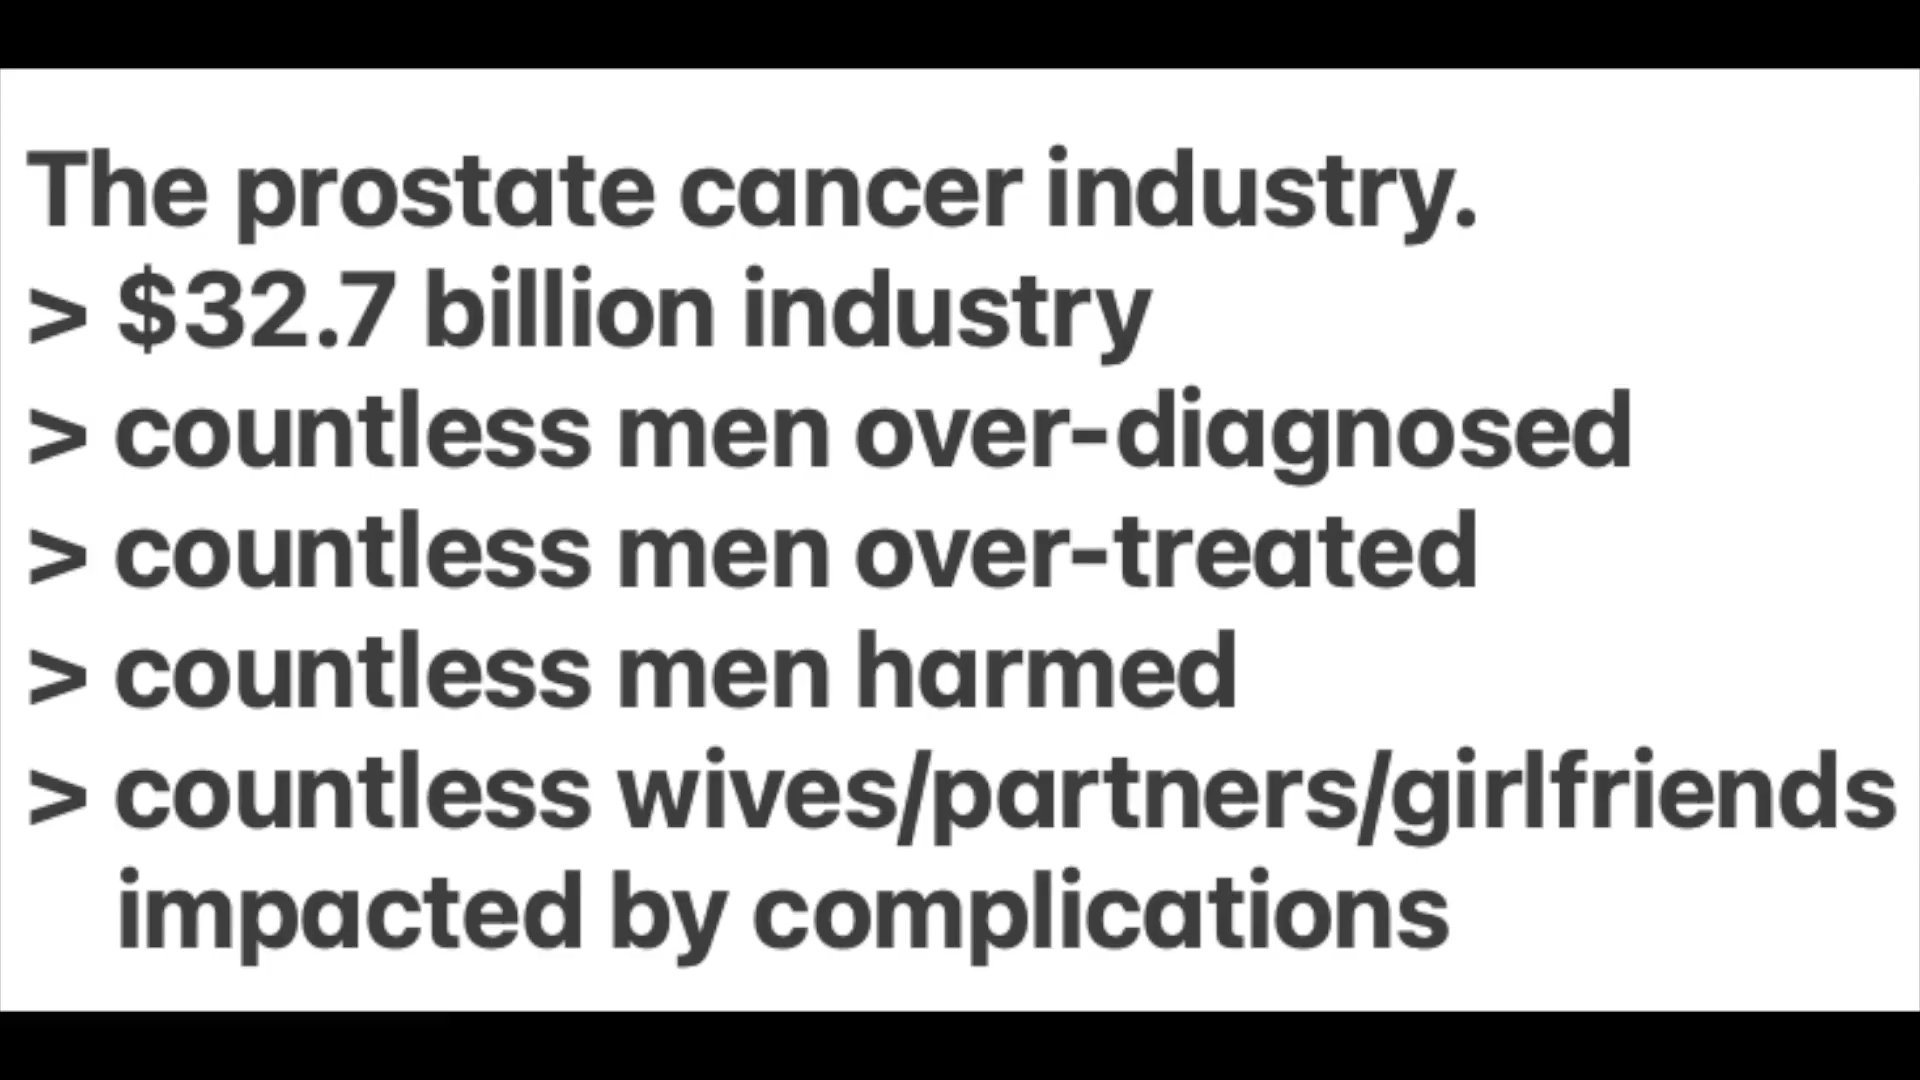 The prostate cancer industry.
> $32.7 billion industry
> countless men over-diagnosed
> countless men over-treated
> countless men harmed
> countless wives/partners/girlfriends
impacted by complications